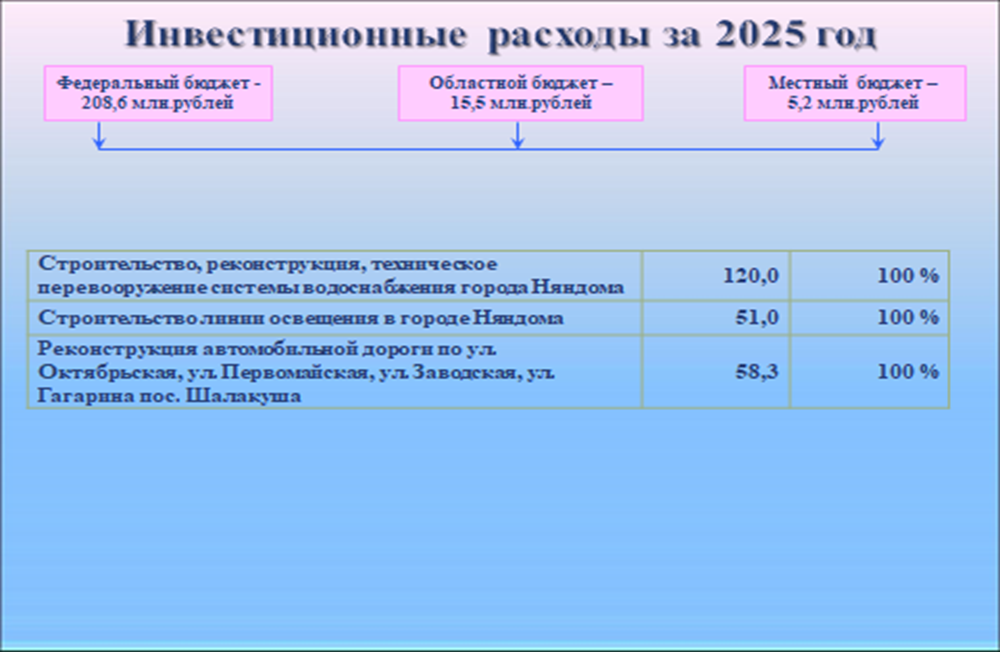 Инвестиционные расходы за 2025 год
Федеральный бюджет -
208,6 млн.рублей
Областной бюджет –
15,5 млн.рублей
Местный бюджет –
5,2 млн.рублей
Строительство, реконструкция, техническое
перевооружение системы водоснабжения города Няндома
120,0
100 %
Строительство линии освещения в городе Няндома
51,0
100 %
Реконструкция автомобильной дороги по ул.
Октябрьская, ул. Первомайская, ул. Заводская, ул.
Гагарина пос. Шалакуша
58,3
100 %